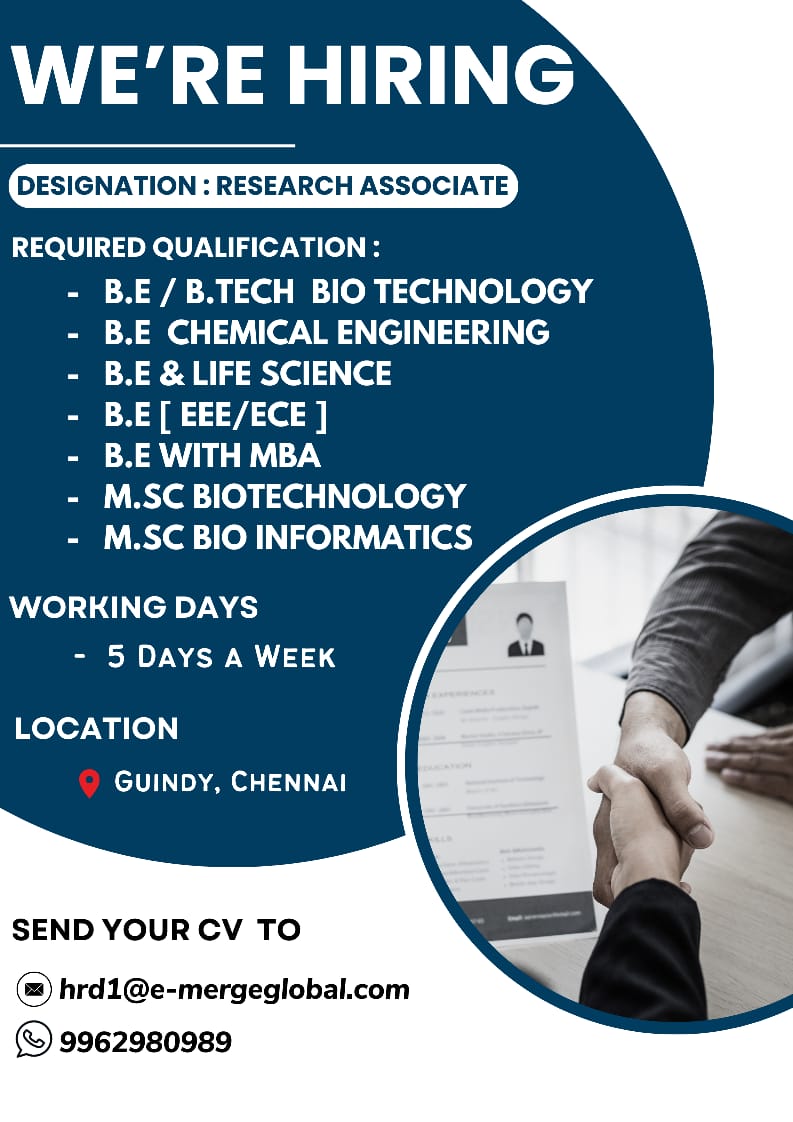 WE'RE HIRING
DESIGNATION : RESEARCH ASSOCIATE
REQUIRED QUALIFICATION :
- B.E / B.TECH BIO TECHNOLOGY
- B.E CHEMICAL ENGINEERING
- B.E & LIFE SCIENCE
- B.E [ EEE/ECE ]
- B.E WITH MBA
- M.SC BIOTECHNOLOGY
- M.SC BIO INFORMATICS
WORKING DAYS
- 5 DAYS A WEEK
LOCATION
GUINDY, CHENNAI
EXPERIENCES
EDUCATION
SEND YOUR CV TO
hrd1@e-mergeglobal.com
9962980989